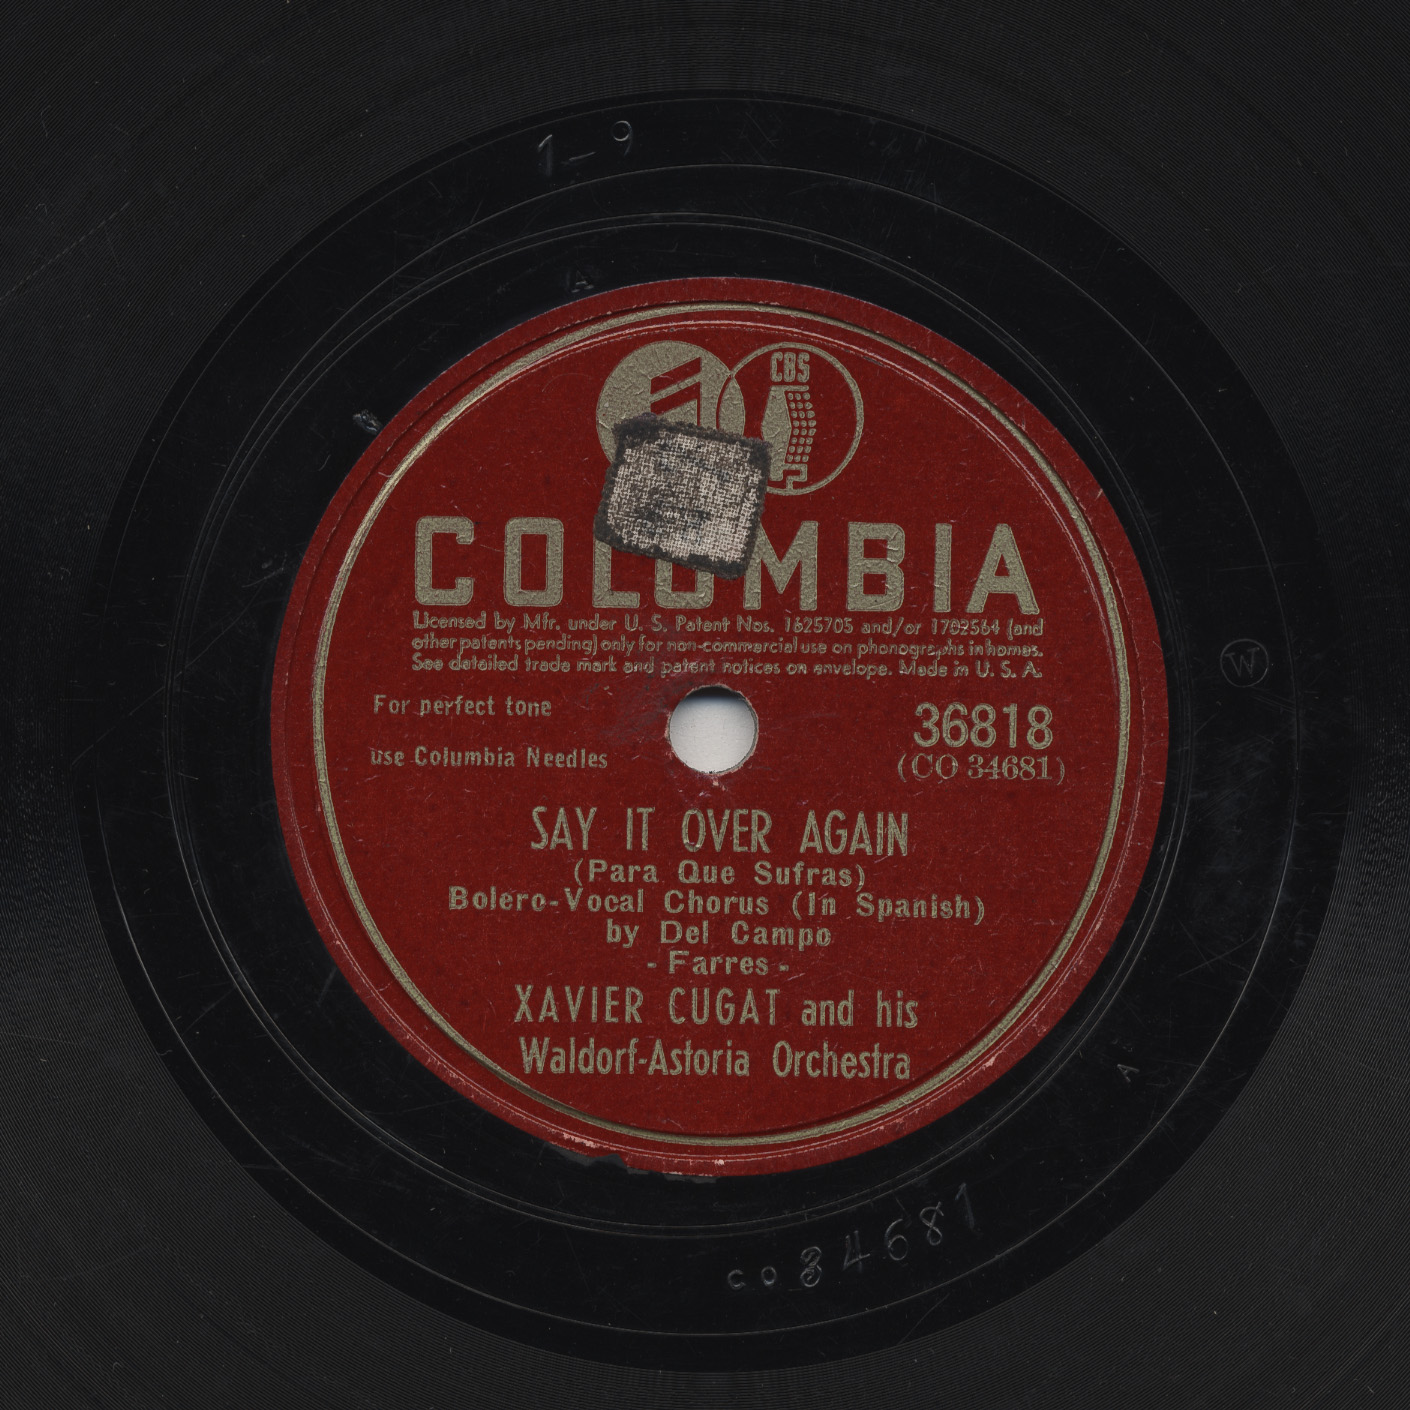 1-9
A
CBS
COLUMBIA
Licensed by Mfr. under U. S. Patent Nos. 1625705 and/or 1702564 (and
other patents pending) only for non-commercial use on phonographs in homes.
See detailed trade mark and patent notices on envelope. Made in U. S. A.
For perfect tone
use Columbia Needles
36818
(CO 34681)
W
SAY IT OVER AGAIN
(Para Que Sufras)
Bolero-Vocal Chorus (In Spanish)
by Del Campo
- Farres -
XAVIER CUGAT and his
Waldorf-Astoria Orchestra
A
CO34681